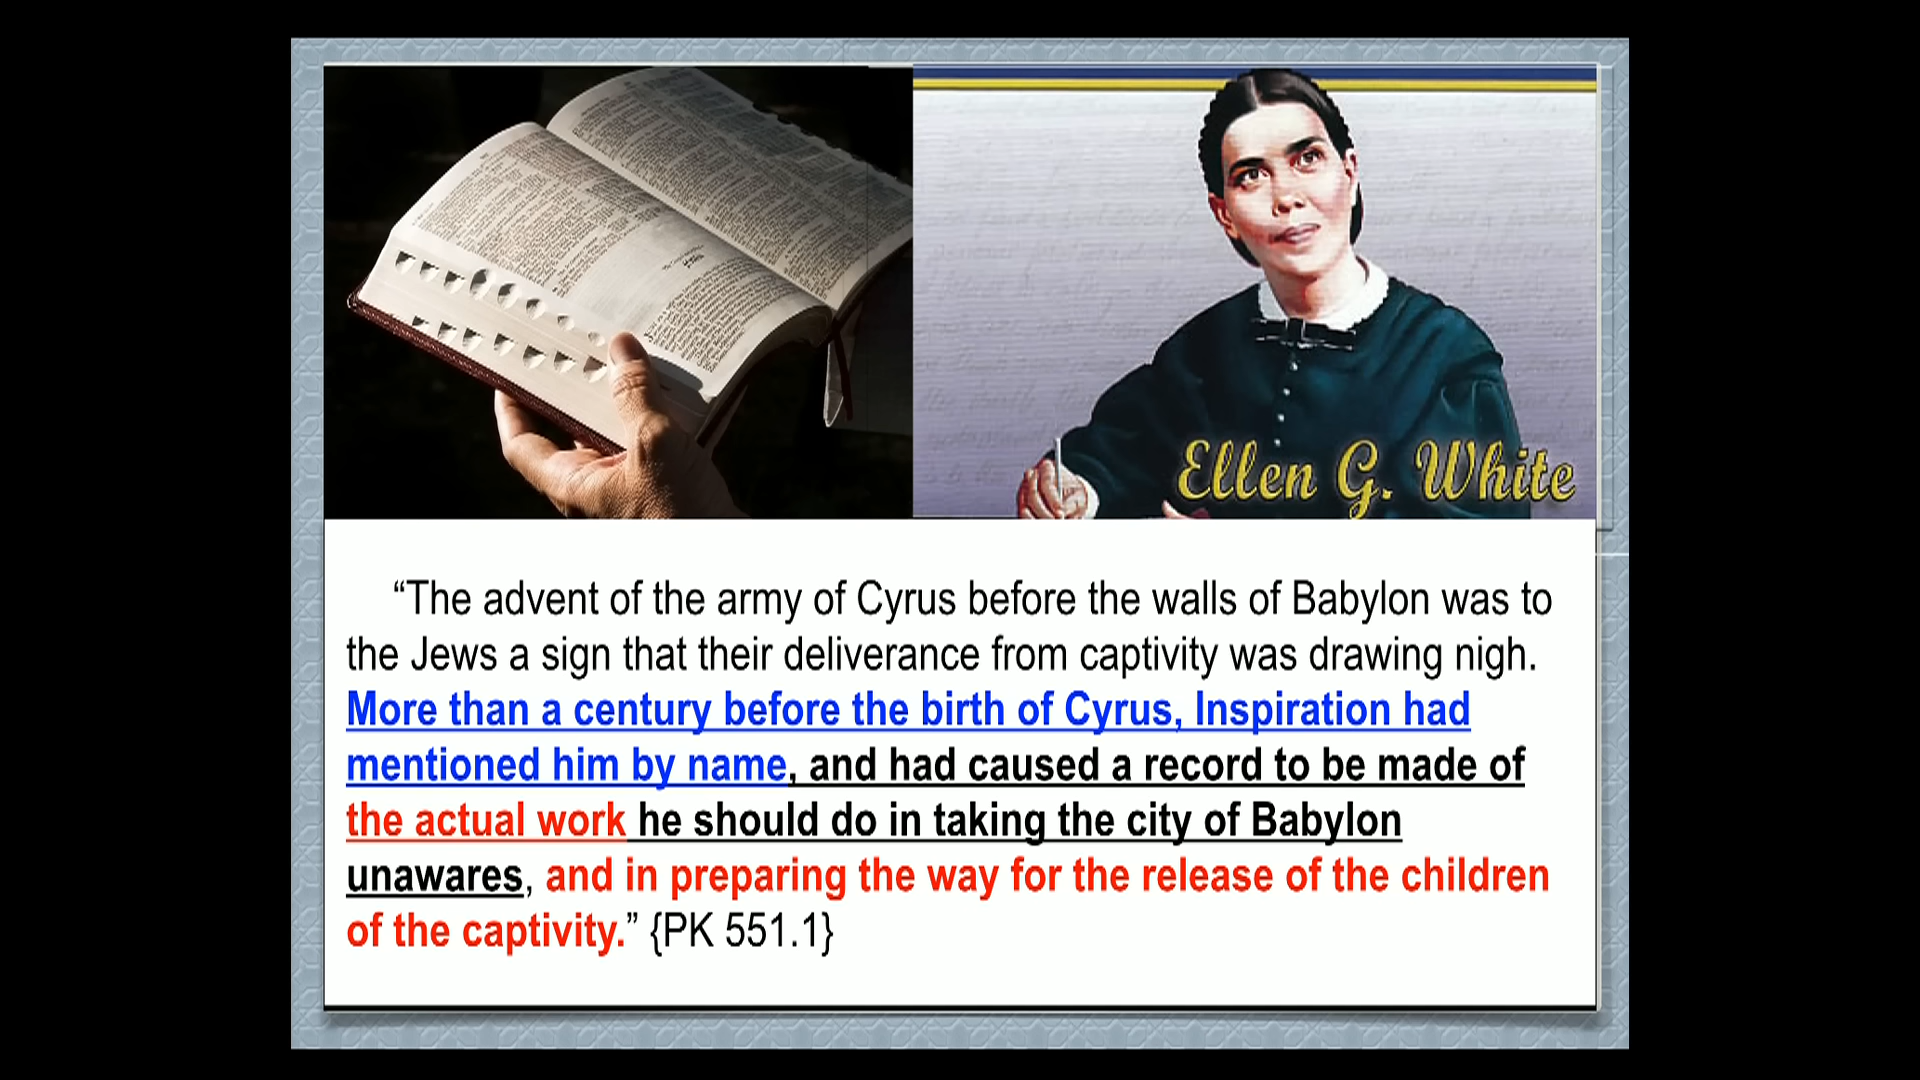 Ellen G. White
“The advent of the army of Cyrus before the walls of Babylon was to
the Jews a sign that their deliverance from captivity was drawing nigh.
More than a century before the birth of Cyrus, Inspiration had
mentioned him by name, and had caused a record to be made of
the actual work he should do in taking the city of Babylon
unawares, and in preparing the way for the release of the children
of the captivity.” {PK 551.1}